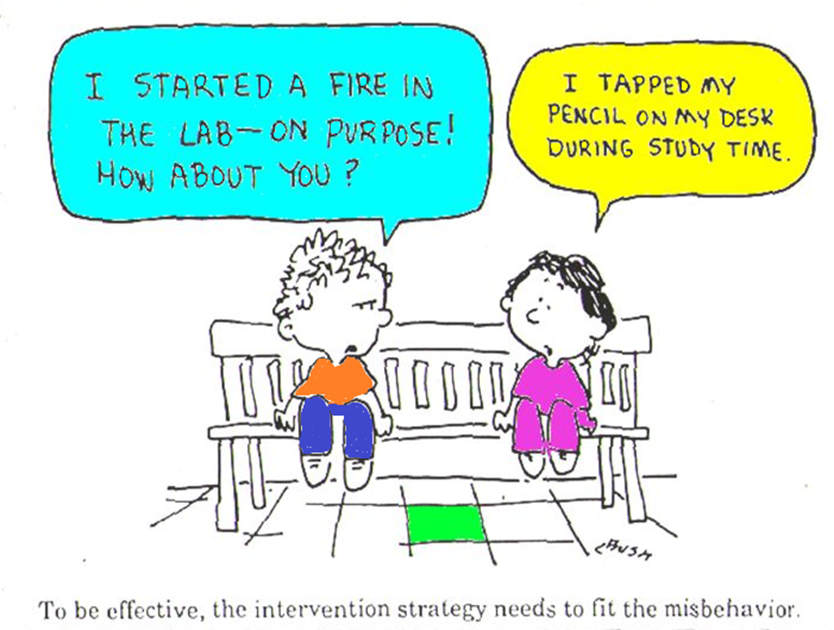 I STARTED A FIRE IN
THE LAB—ON PURPOSE!
HOW ABOUT YOU?
I TAPPED MY
PENCIL ON MY DESK
DURING STUDY TIME.
BUSH
To be effective, the intervention strategy needs to fit the misbehavior.